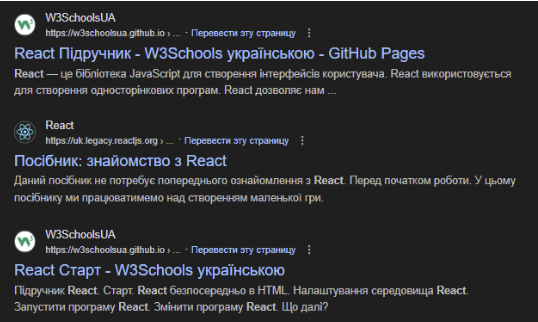 W3SchoolsUA
https://w3schoolsua.github.io › ... · Перевести эту страницу
React Підручник - W3Schools українською - GitHub Pages
React — це бібліотека JavaScript для створення інтерфейсів користувача. React використовується
для створення односторінкових програм. React дозволяє нам ...
React
https://uk.legacy.reactjs.org › ... · Перевести эту страницу
Посібник: знайомство з React
Даний посібник не потребує попереднього ознайомлення з React. Перед початком роботи. У цьому
посібнику ми працюватимемо над створенням маленької гри.
W3SchoolsUA
https://w3schoolsua.github.io › ... · Перевести эту страницу
React Старт - W3Schools українською
Підручник React. Старт. React безпосередньо в HTML. Налаштування середовища React.
Запустити програму React. Змінити програму React. Що далі?